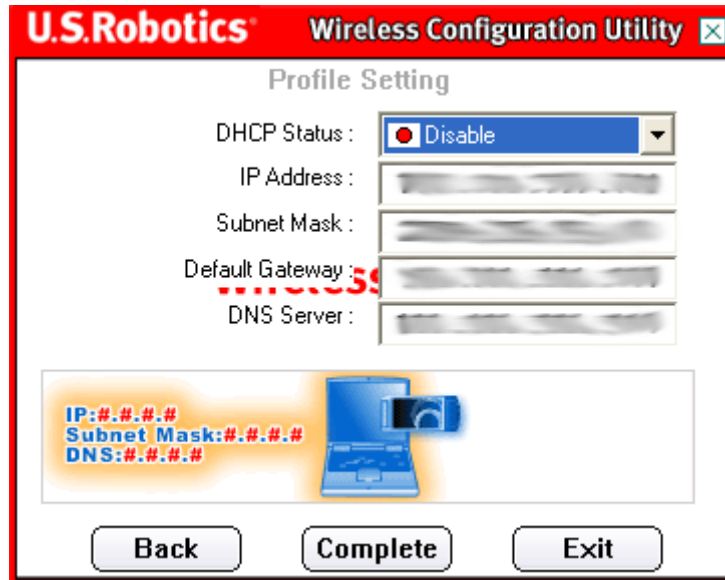 U.S.Robotics Wireless Configuration Utility
Profile Setting
DHCP Status : Disable
IP Address :
Subnet Mask :
Default Gateway :
Wireless
DNS Server :
IP:#.#.#.#
Subnet Mask:#.#.#.#
DNS:#.#.#.#
Back Complete Exit